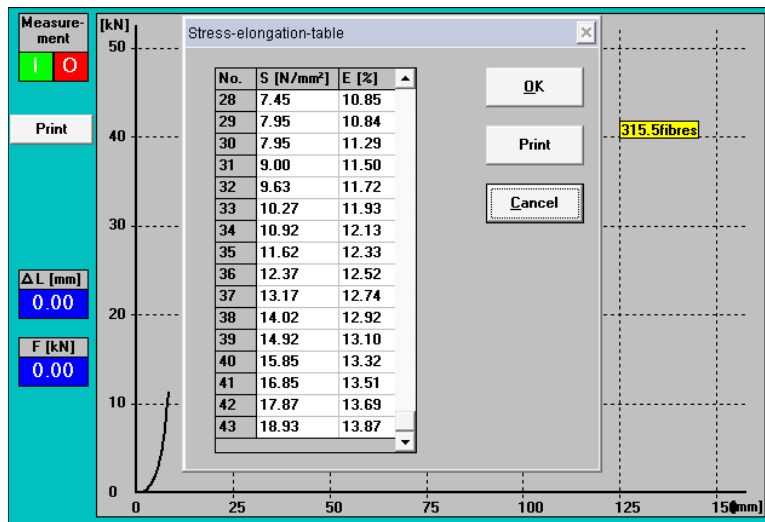 Measure-
ment
I O
Print
ΔL [mm]
0.00
F [kN]
0.00
[kN]
50
40
30
20
10
0
0 25 50 75 100 125 150 [mm]
315.5fibres
Stress-elongation-table
No. S [N/mm²] E [%]
28 7.45 10.85
29 7.95 10.84
30 7.95 11.29
31 9.00 11.50
32 9.63 11.72
33 10.27 11.93
34 10.92 12.13
35 11.62 12.33
36 12.37 12.52
37 13.17 12.74
38 14.02 12.92
39 14.92 13.10
40 15.85 13.32
41 16.85 13.51
42 17.87 13.69
43 18.93 13.87
OK
Print
Cancel